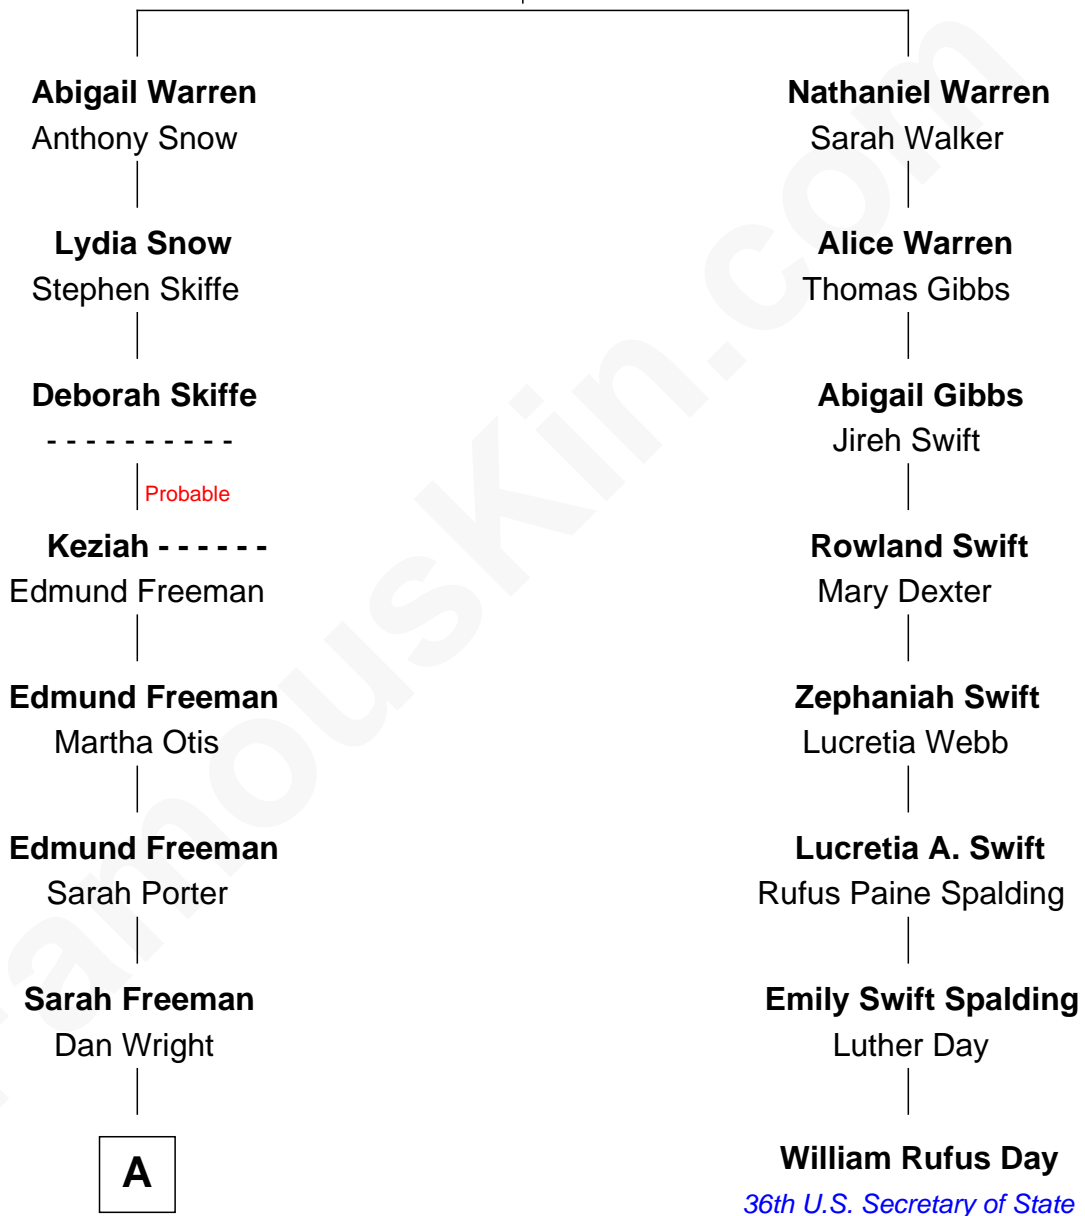 Abigail Warren
Anthony Snow
Nathaniel Warren
Sarah Walker
Lydia Snow
Stephen Skiffe
Alice Warren
Thomas Gibbs
Deborah Skiffe
- - - - - - - - - -
Abigail Gibbs
Jireh Swift
Probable
Keziah - - - - - -
Edmund Freeman
Rowland Swift
Mary Dexter
Edmund Freeman
Martha Otis
Zephaniah Swift
Lucretia Webb
Edmund Freeman
Sarah Porter
Lucretia A. Swift
Rufus Paine Spalding
Sarah Freeman
Dan Wright
Emily Swift Spalding
Luther Day
A
William Rufus Day
36th U.S. Secretary of State
FamousKin.com